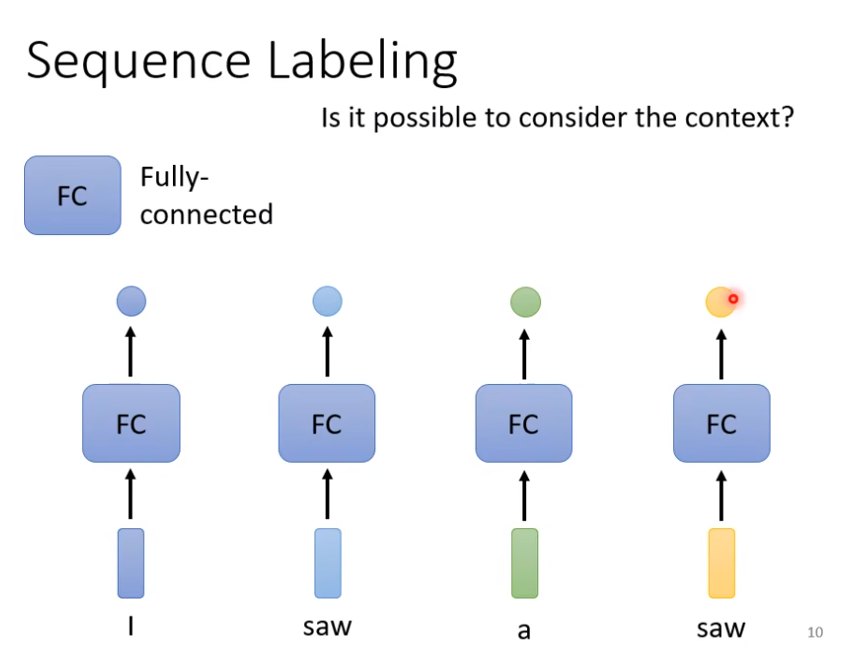 Sequence Labeling
Is it possible to consider the context?
FC
Fully-
connected
FC FC FC FC
I saw a saw
10